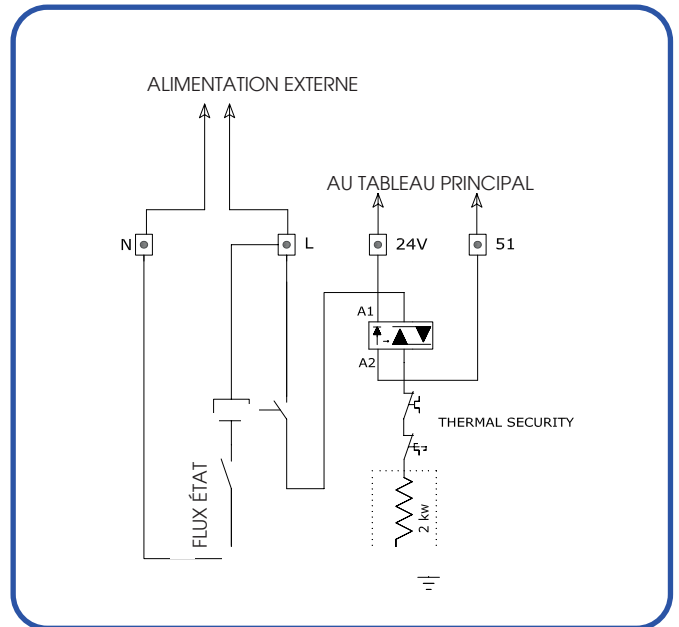 ALIMENTATION EXTERNE
AU TABLEAU PRINCIPAL
N
L
24V
51
A1
A2
THERMAL SECURITY
FLUX ÉTAT
2 kw